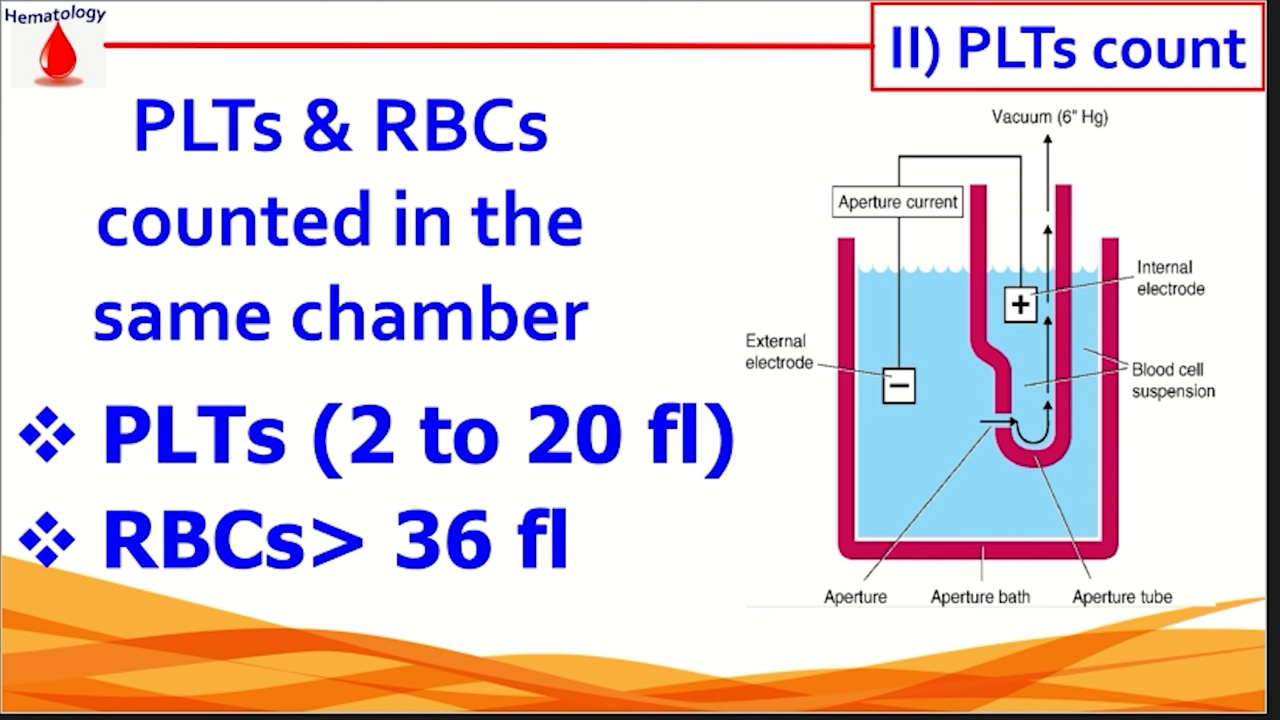 Hematology
II) PLTs count
PLTs & RBCs
counted in the
same chamber
❖ PLTs (2 to 20 fl)
❖ RBCs> 36 fl
Vacuum (6" Hg)
Aperture current
Internal
electrode
+
External
electrode
−
Blood cell
suspension
Aperture
Aperture bath
Aperture tube